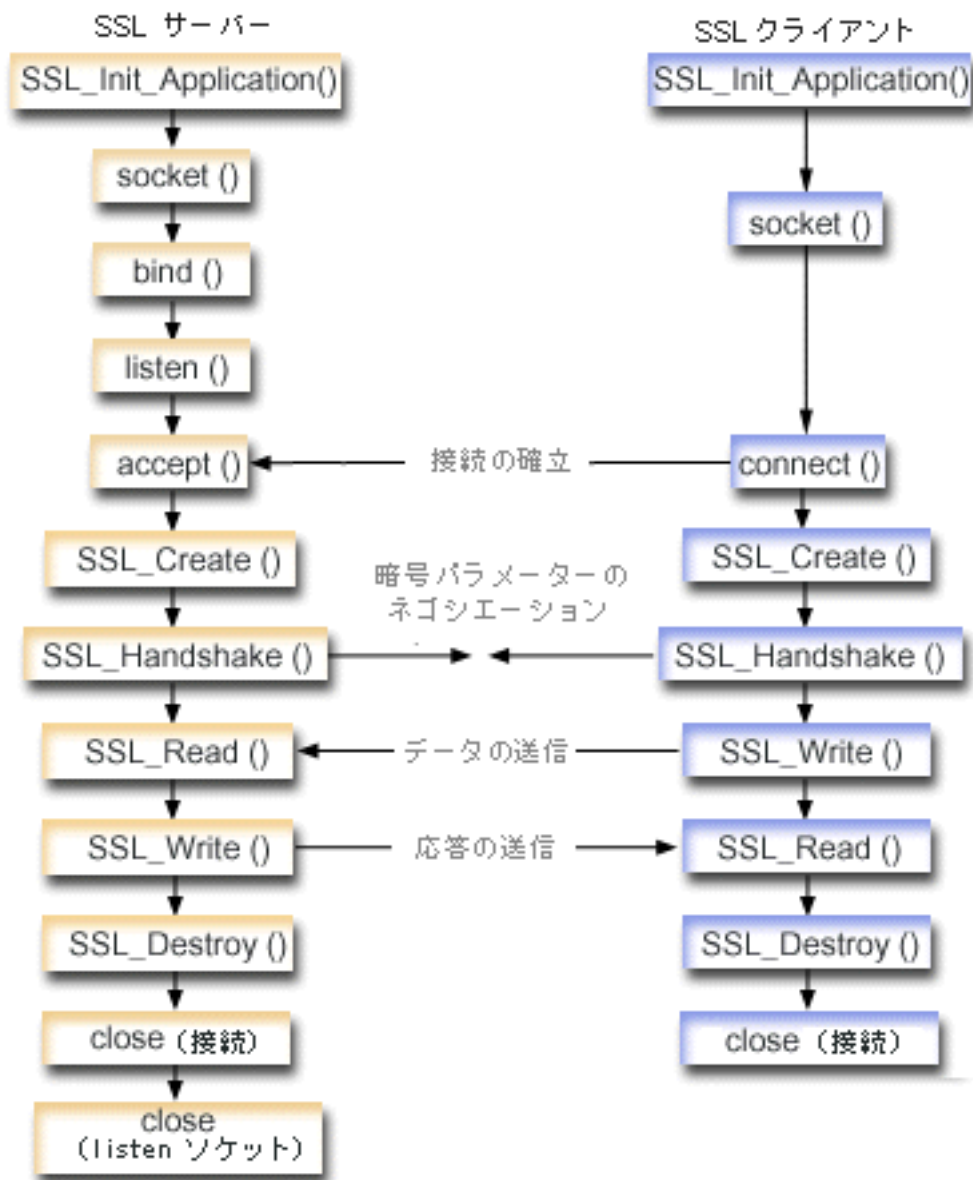 SSL サーバー
SSL クライアント
SSL_Init_Application()
SSL_Init_Application()
socket ()
socket ()
bind ()
listen ()
accept ()
接続の確立
connect ()
SSL_Create ()
SSL_Create ()
暗号パラメーターの
ネゴシエーション
SSL_Handshake ()
SSL_Handshake ()
SSL_Read ()
データの送信
SSL_Write ()
SSL_Write ()
応答の送信
SSL_Read ()
SSL_Destroy ()
SSL_Destroy ()
close (接続)
close (接続)
close
(listen ソケット)